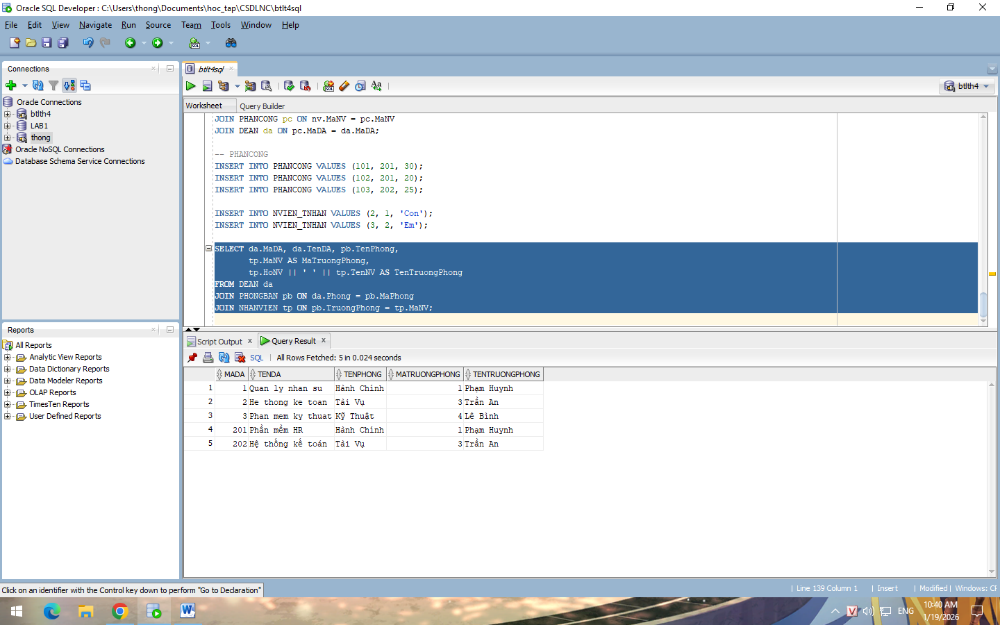 Oracle SQL Developer : C:\Users\thong\Documents\hoc_tap\CSDLNC\btlt4sql
File Edit View Navigate Run Source Team Tools Window Help
Connections
Oracle Connections
btlth4
LAB1
thong
Oracle NoSQL Connections
Database Schema Service Connections
Reports
All Reports
Analytic View Reports
Data Dictionary Reports
Data Modeler Reports
OLAP Reports
TimesTen Reports
User Defined Reports
btlt4sql
btlth4
Worksheet Query Builder
JOIN PHANCONG pc ON nv.MaNV = pc.MaNV
JOIN DEAN da ON pc.MaDA = da.MaDA;
-- PHANCONG
INSERT INTO PHANCONG VALUES (101, 201, 30);
INSERT INTO PHANCONG VALUES (102, 201, 20);
INSERT INTO PHANCONG VALUES (103, 202, 25);
INSERT INTO NVIEN_TNHAN VALUES (2, 1, 'Con');
INSERT INTO NVIEN_TNHAN VALUES (3, 2, 'Em');
SELECT da.MaDA, da.TenDA, pb.TenPhong,
tp.MaNV AS MaTruongPhong,
tp.HoNV || ' ' || tp.TenNV AS TenTruongPhong
FROM DEAN da
JOIN PHONGBAN pb ON da.Phong = pb.MaPhong
JOIN NHANVIEN tp ON pb.TruongPhong = tp.MaNV;
Script Output x Query Result x
SQL | All Rows Fetched: 5 in 0.024 seconds
MADA TENDA TENPHONG MATRUONGPHONG TENTRUONGPHONG
1 1 Quan ly nhan su Hành Chính 1 Phạm Huynh
2 2 He thong ke toan Tài Vụ 3 Trần An
3 3 Phan mem ky thuat Kỹ Thuật 4 Lê Bình
4 201 Phần mềm HR Hành Chính 1 Phạm Huynh
5 202 Hệ thống kế toán Tài Vụ 3 Trần An
Click on an identifier with the Control key down to perform "Go to Declaration"
Line 139 Column 1 | Insert | Modified | Windows: CF
ENG
10:40 AM
1/19/2026